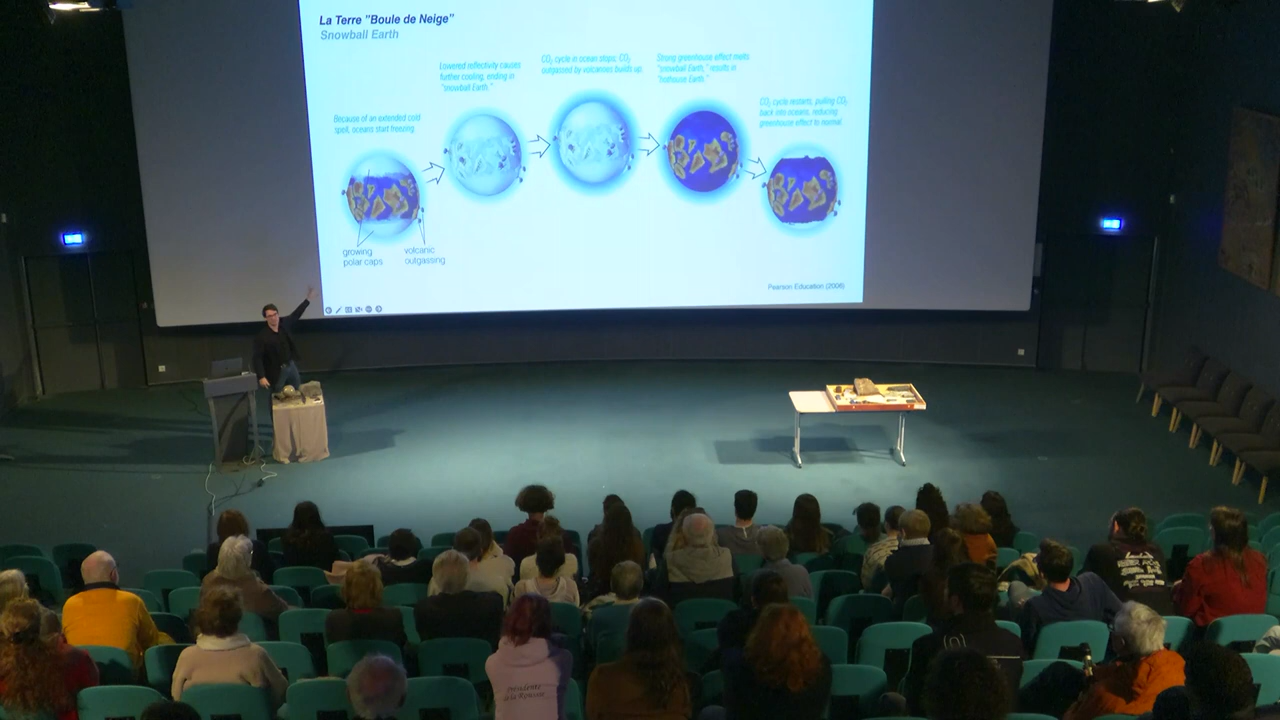 La Terre "Boule de Neige"
Snowball Earth
Because of an extended cold
spell, oceans start freezing.
Lowered reflectivity causes
further cooling, ending in
"snowball Earth."
CO2 cycle in ocean stops; CO2
outgassed by volcanoes builds up.
Strong greenhouse effect melts
"snowball Earth," results in
"hothouse Earth."
CO2 cycle restarts, pulling CO2
back into oceans, reducing
greenhouse effect to normal.
growing
polar caps
volcanic
outgassing
Pearson Education (2006)